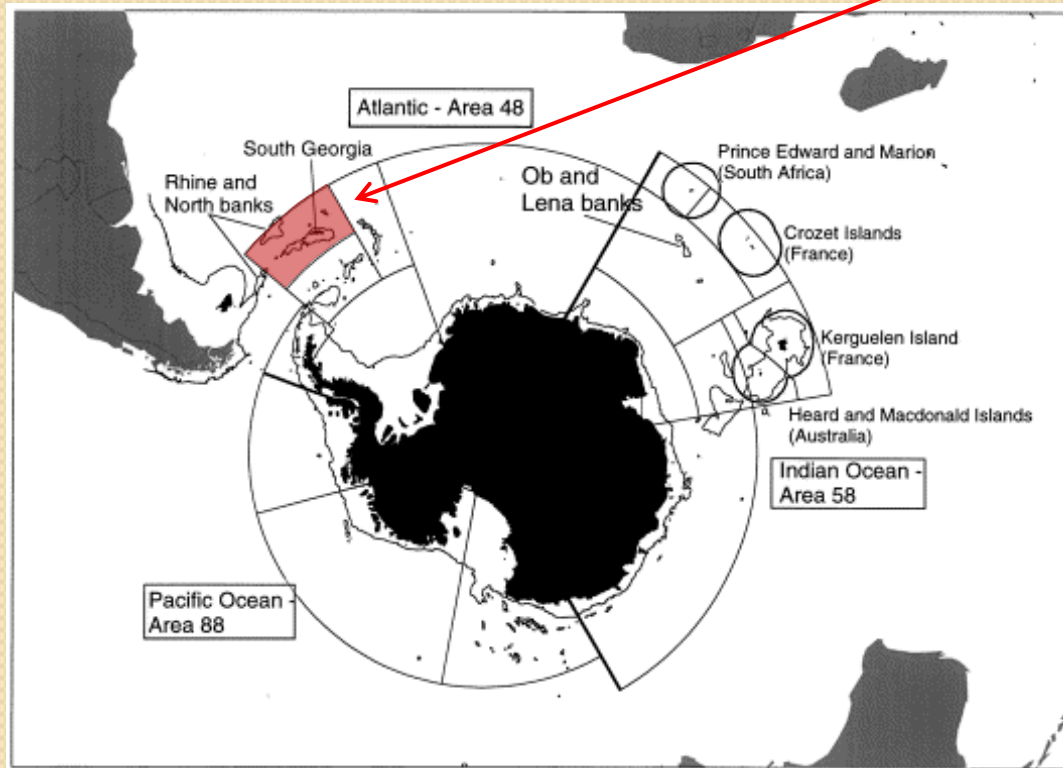 Atlantic - Area 48
South Georgia
Rhine and
North banks
Ob and
Lena banks
Prince Edward and Marion
(South Africa)
Crozet Islands
(France)
Kerguelen Island
(France)
Heard and Macdonald Islands
(Australia)
Indian Ocean -
Area 58
Pacific Ocean -
Area 88